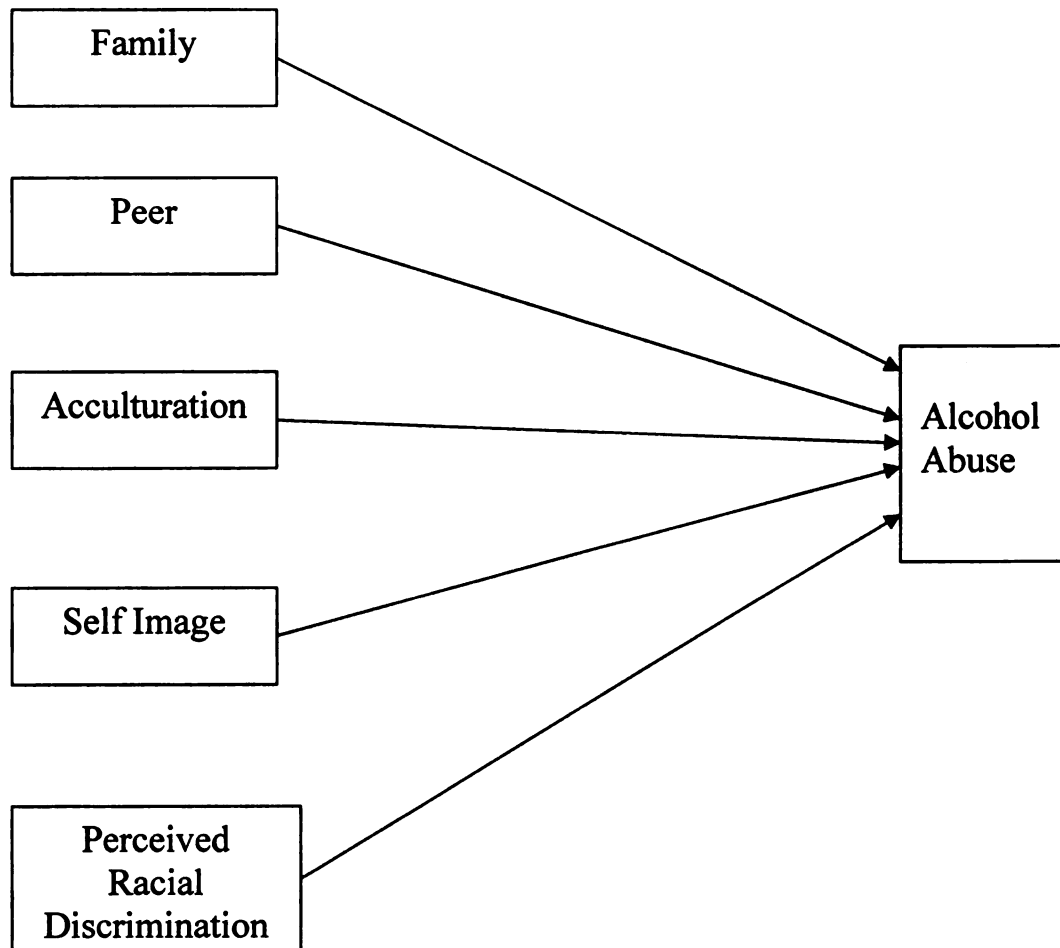 Family
Peer
Acculturation
Alcohol
Abuse
Self Image
Perceived
Racial
Discrimination